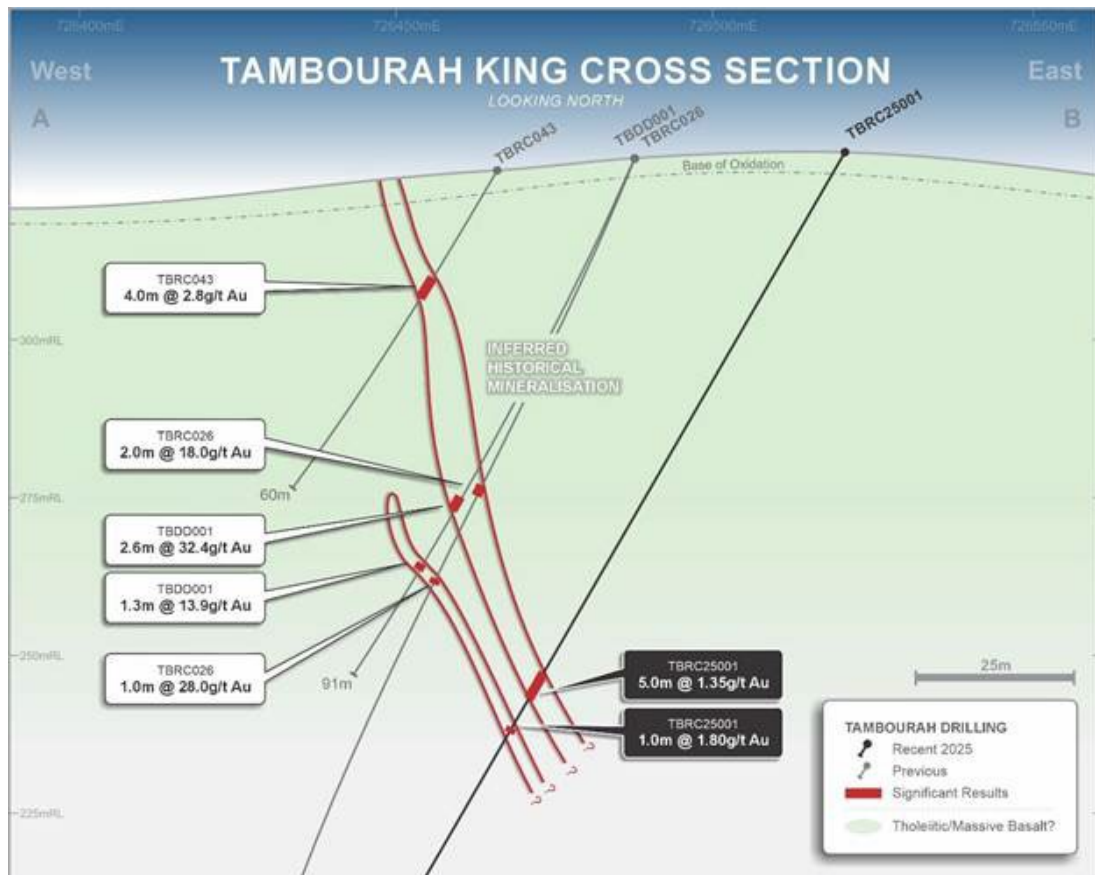 726400mE
726450mE
726500mE
726550mE
West
TAMBOURAH KING CROSS SECTION
East
LOOKING NORTH
A
B
TBRC043
TBDD001
TBRC026
TBRC25001
Base of Oxidation
TBRC043
4.0m @ 2.8g/t Au
300mRL
INFERRED
HISTORICAL
MINERALISATION
TBRC026
2.0m @ 18.0g/t Au
60m
275mRL
TBDD001
2.6m @ 32.4g/t Au
TBDD001
1.3m @ 13.9g/t Au
TBRC026
1.0m @ 28.0g/t Au
91m
250mRL
TBRC25001
5.0m @ 1.35g/t Au
TBRC25001
1.0m @ 1.80g/t Au
25m
?
?
?
?
225mRL
TAMBOURAH DRILLING
Recent 2025
Previous
Significant Results
Tholeiitic/Massive Basalt?